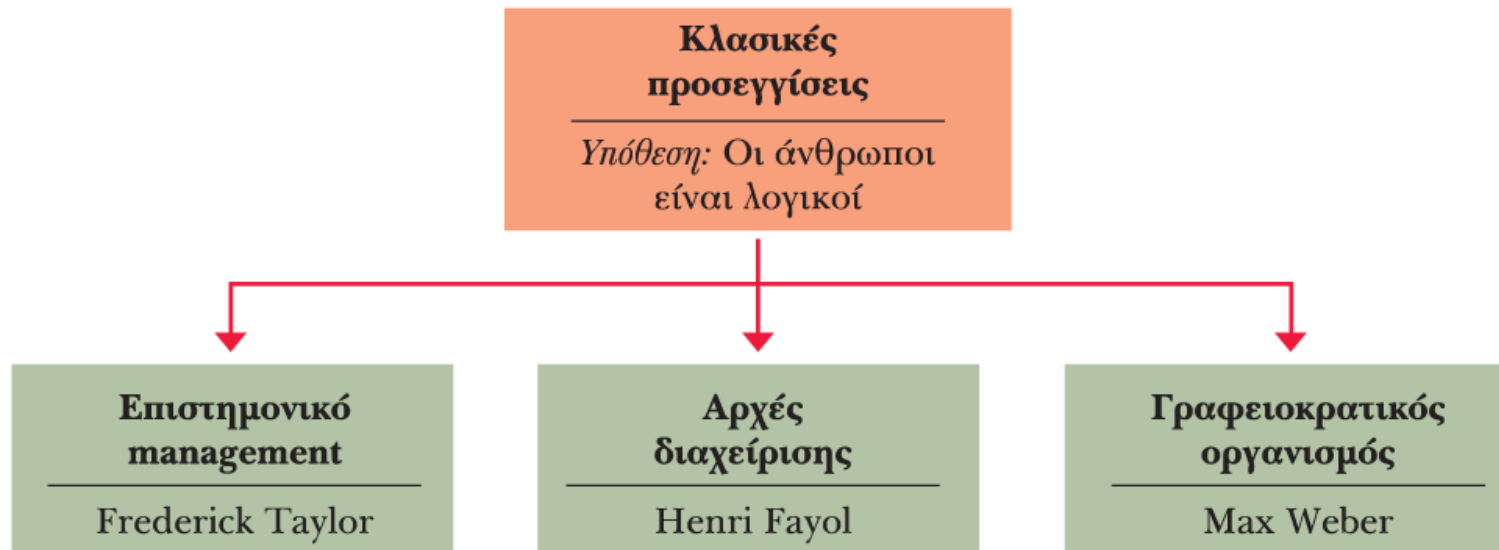 Κλασικές
προσεγγίσεις
Υπόθεση: Οι άνθρωποι
είναι λογικοί
Επιστημονικό
management
Frederick Taylor
Αρχές
διαχείρισης
Henri Fayol
Γραφειοκρατικός
οργανισμός
Max Weber